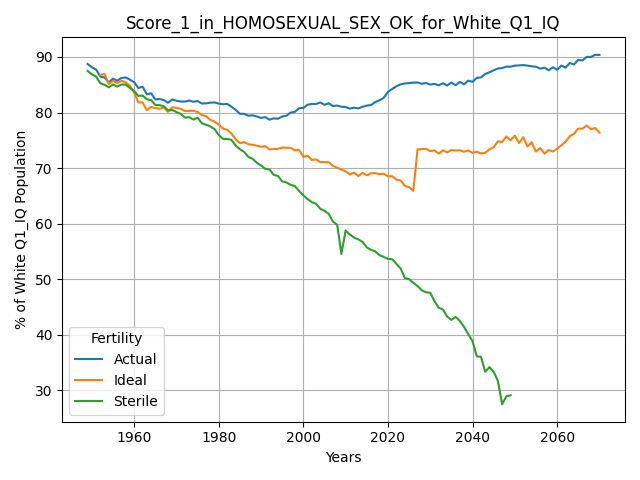 Score_1_in_HOMOSEXUAL_SEX_OK_for_White_Q1_IQ
% of White Q1_IQ Population
90
80
70
60
50
40
30
Fertility
Actual
Ideal
Sterile
1960 1980 2000 2020 2040 2060
Years